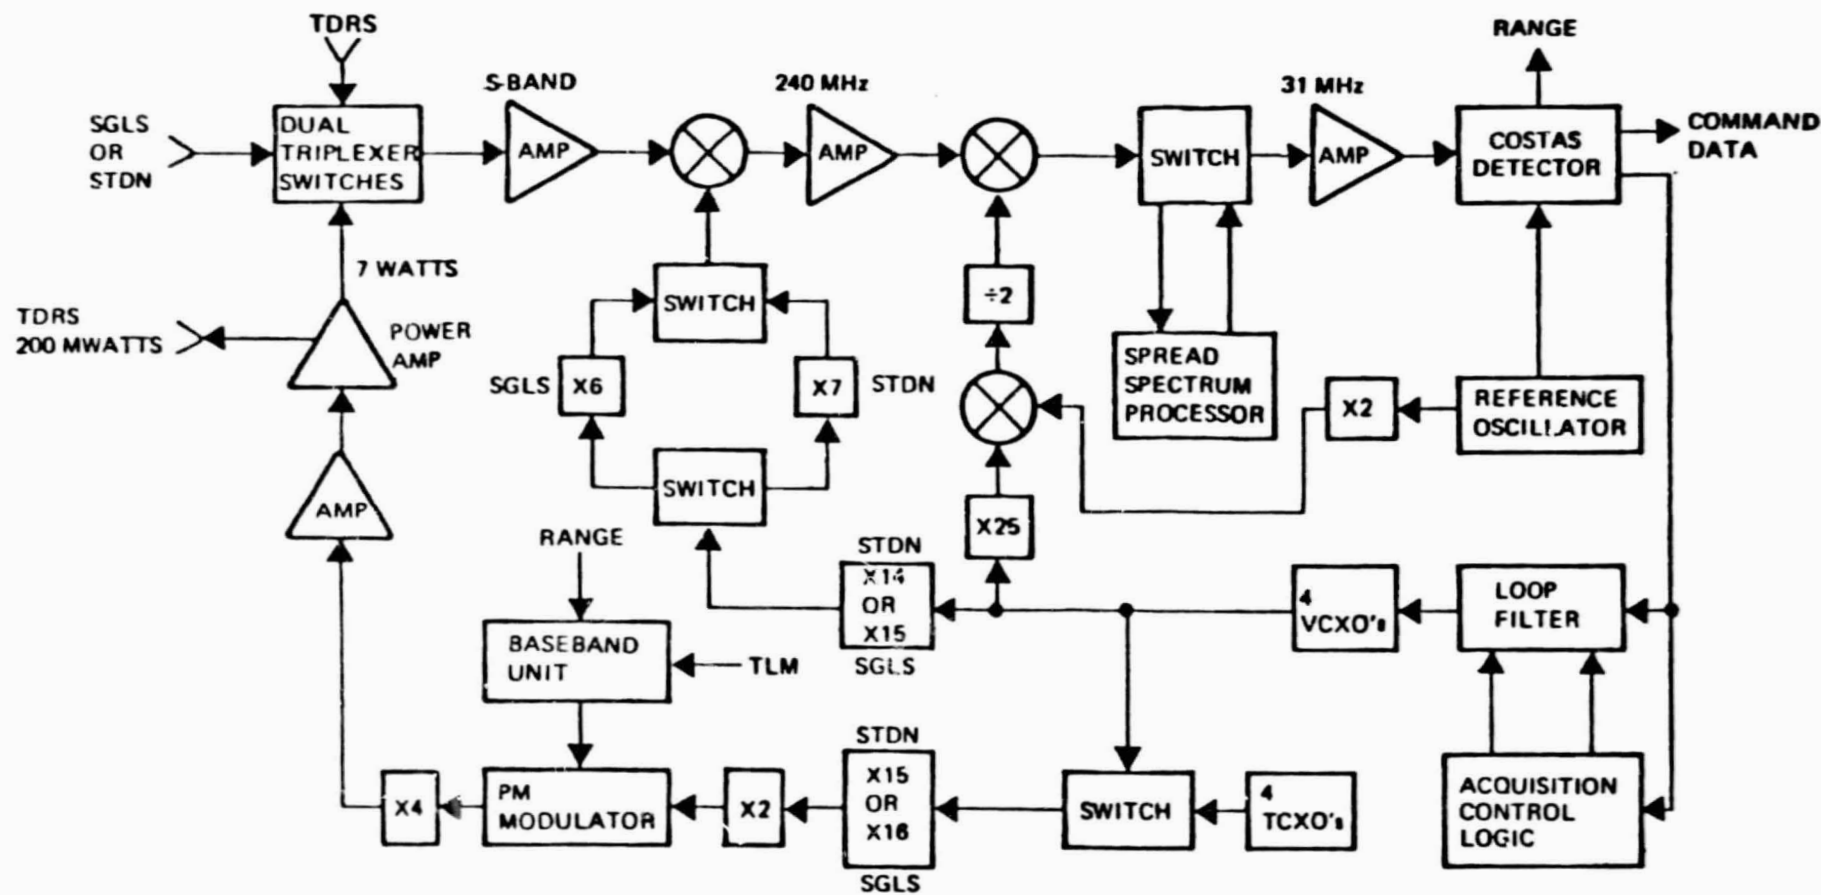 TDRS
S-BAND
240 MHz
31 MHz
RANGE
SGLS
OR
STDN
DUAL
TRIPLEXER
SWITCHES
AMP
AMP
SWITCH
AMP
COSTAS
DETECTOR
COMMAND
DATA
7 WATTS
TDRS
200 MWATTS
POWER
AMP
SWITCH
÷2
SGLS
X6
X7
STDN
SPREAD
SPECTRUM
PROCESSOR
X2
REFERENCE
OSCILLATOR
SWITCH
AMP
X25
RANGE
STDN
X14
OR
X15
SGLS
4
VCXO's
LOOP
FILTER
BASEBAND
UNIT
TLM
STDN
X15
OR
X16
SGLS
X4
PM
MODULATOR
X2
SWITCH
4
TCXO's
ACQUISITION
CONTROL
LOGIC